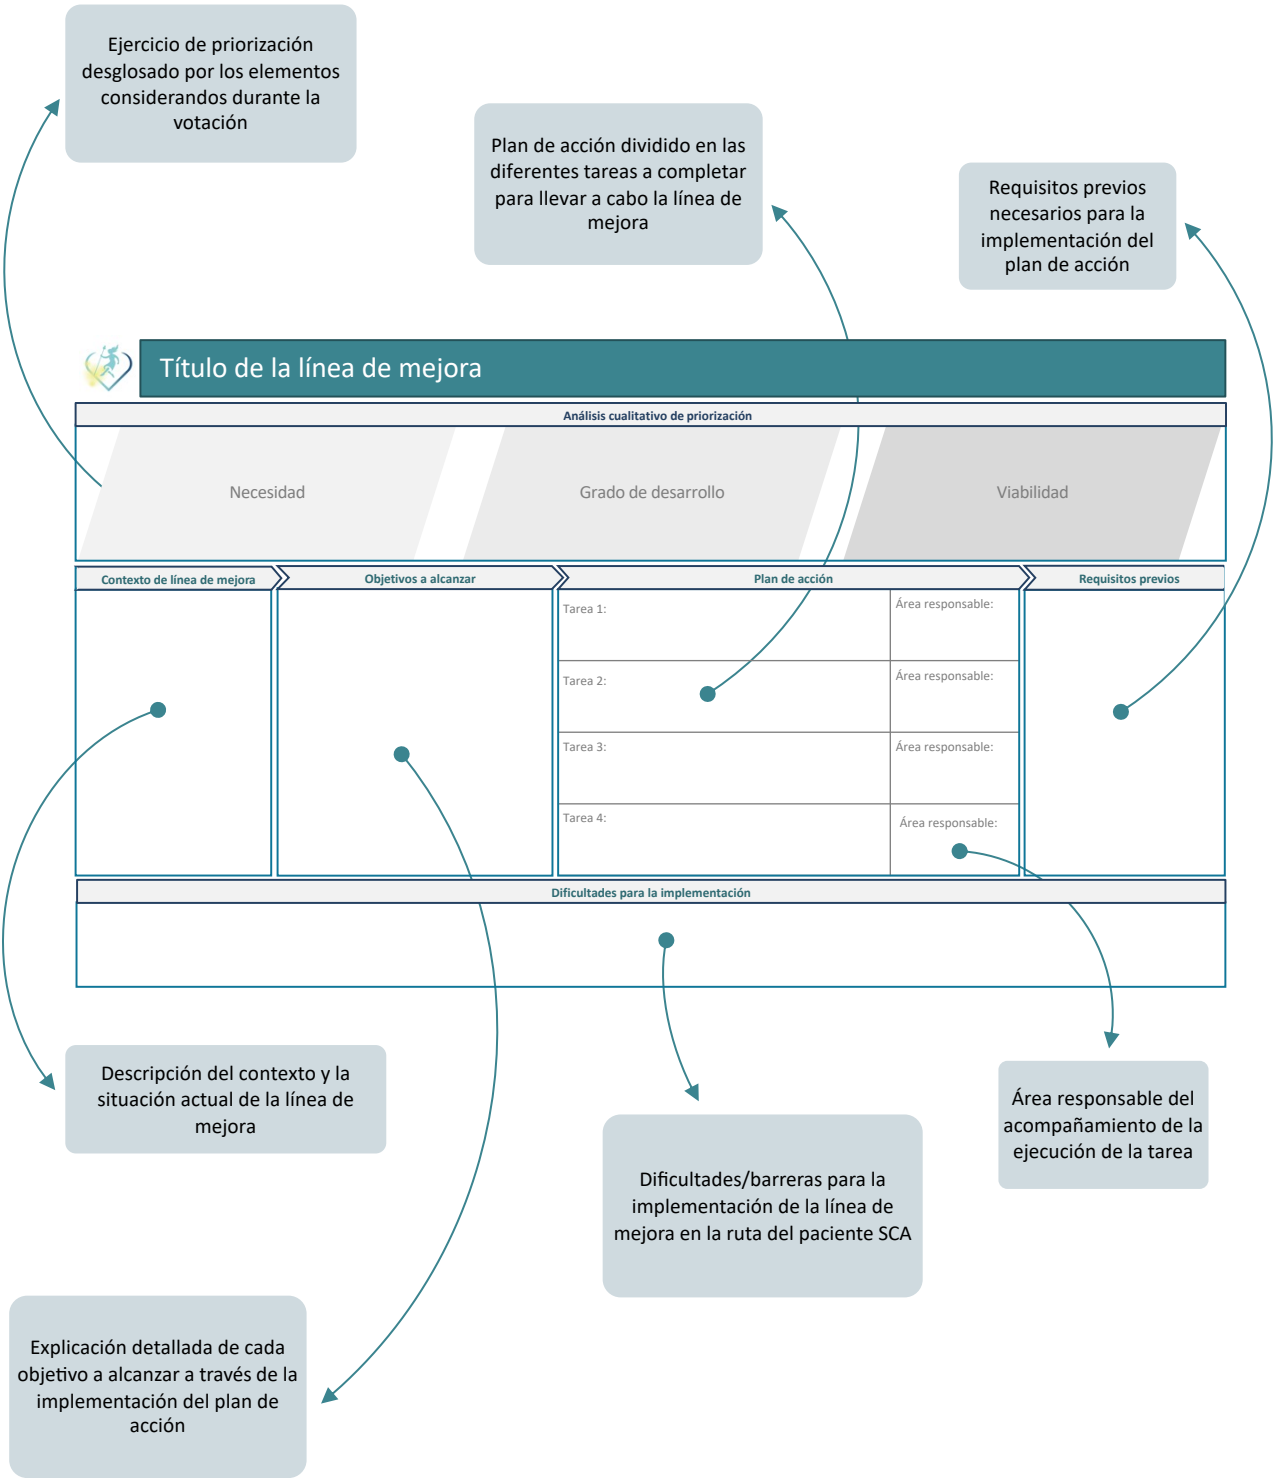 Ejercicio de priorización
desglosado por los elementos
considerandos durante la
votación
Plan de acción dividido en las
diferentes tareas a completar
para llevar a cabo la línea de
mejora
Requisitos previos
necesarios para la
implementación del
plan de acción
Título de la línea de mejora
Análisis cualitativo de priorización
Necesidad
Grado de desarrollo
Viabilidad
Contexto de línea de mejora
Objetivos a alcanzar
Plan de acción
Requisitos previos
Tarea 1:
Área responsable:
Tarea 2:
Área responsable:
Tarea 3:
Área responsable:
Tarea 4:
Área responsable:
Dificultades para la implementación
Descripción del contexto y la
situación actual de la línea de
mejora
Área responsable del
acompañamiento de la
ejecución de la tarea
Dificultades/barreras para la
implementación de la línea de
mejora en la ruta del paciente SCA
Explicación detallada de cada
objetivo a alcanzar a través de la
implementación del plan de
acción